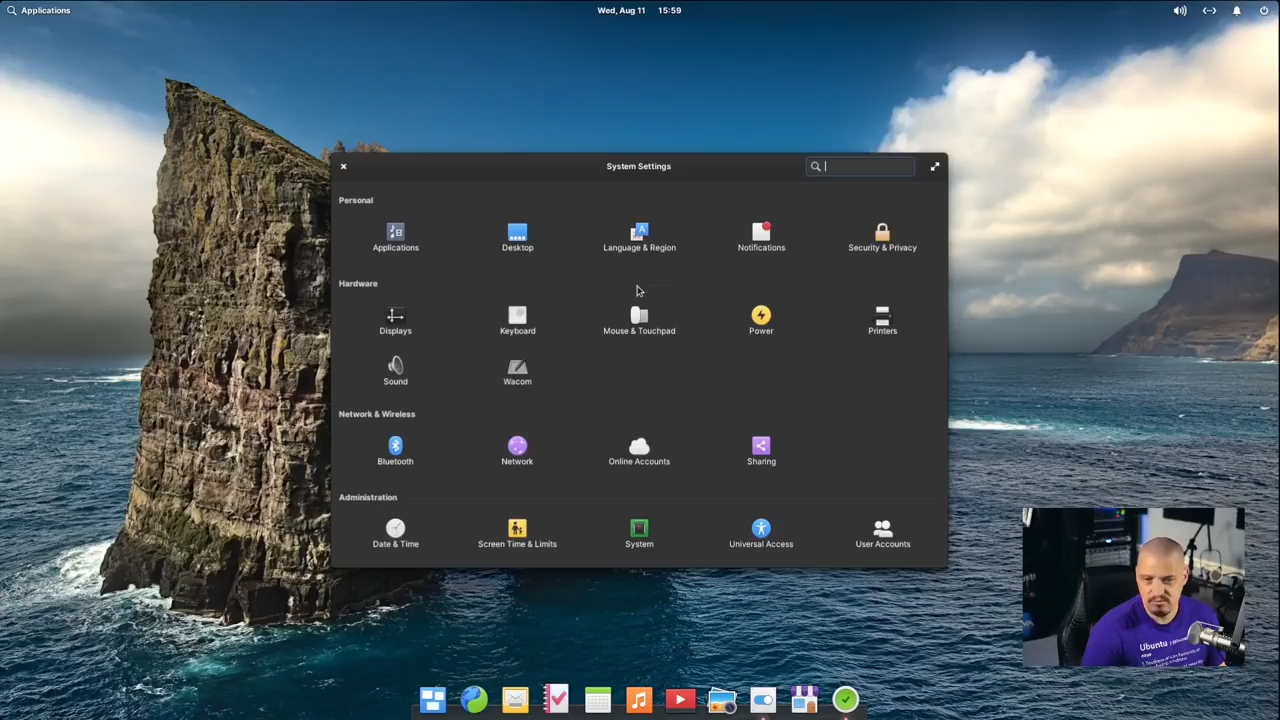 Applications
Wed, Aug 11 15:59
System Settings
Personal
Applications
Desktop
Language & Region
Notifications
Security & Privacy
Hardware
Displays
Keyboard
Mouse & Touchpad
Power
Printers
Sound
Wacom
Network & Wireless
Bluetooth
Network
Online Accounts
Sharing
Administration
Date & Time
Screen Time & Limits
System
Universal Access
User Accounts
Ubuntu